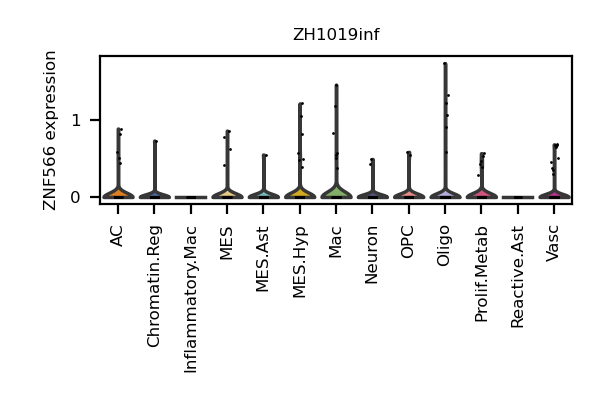 ZH1019inf
ZNF566 expression
1
0
AC
Chromatin.Reg
Inflammatory.Mac
MES
MES.Ast
MES.Hyp
Mac
Neuron
OPC
Oligo
Prolif.Metab
Reactive.Ast
Vasc